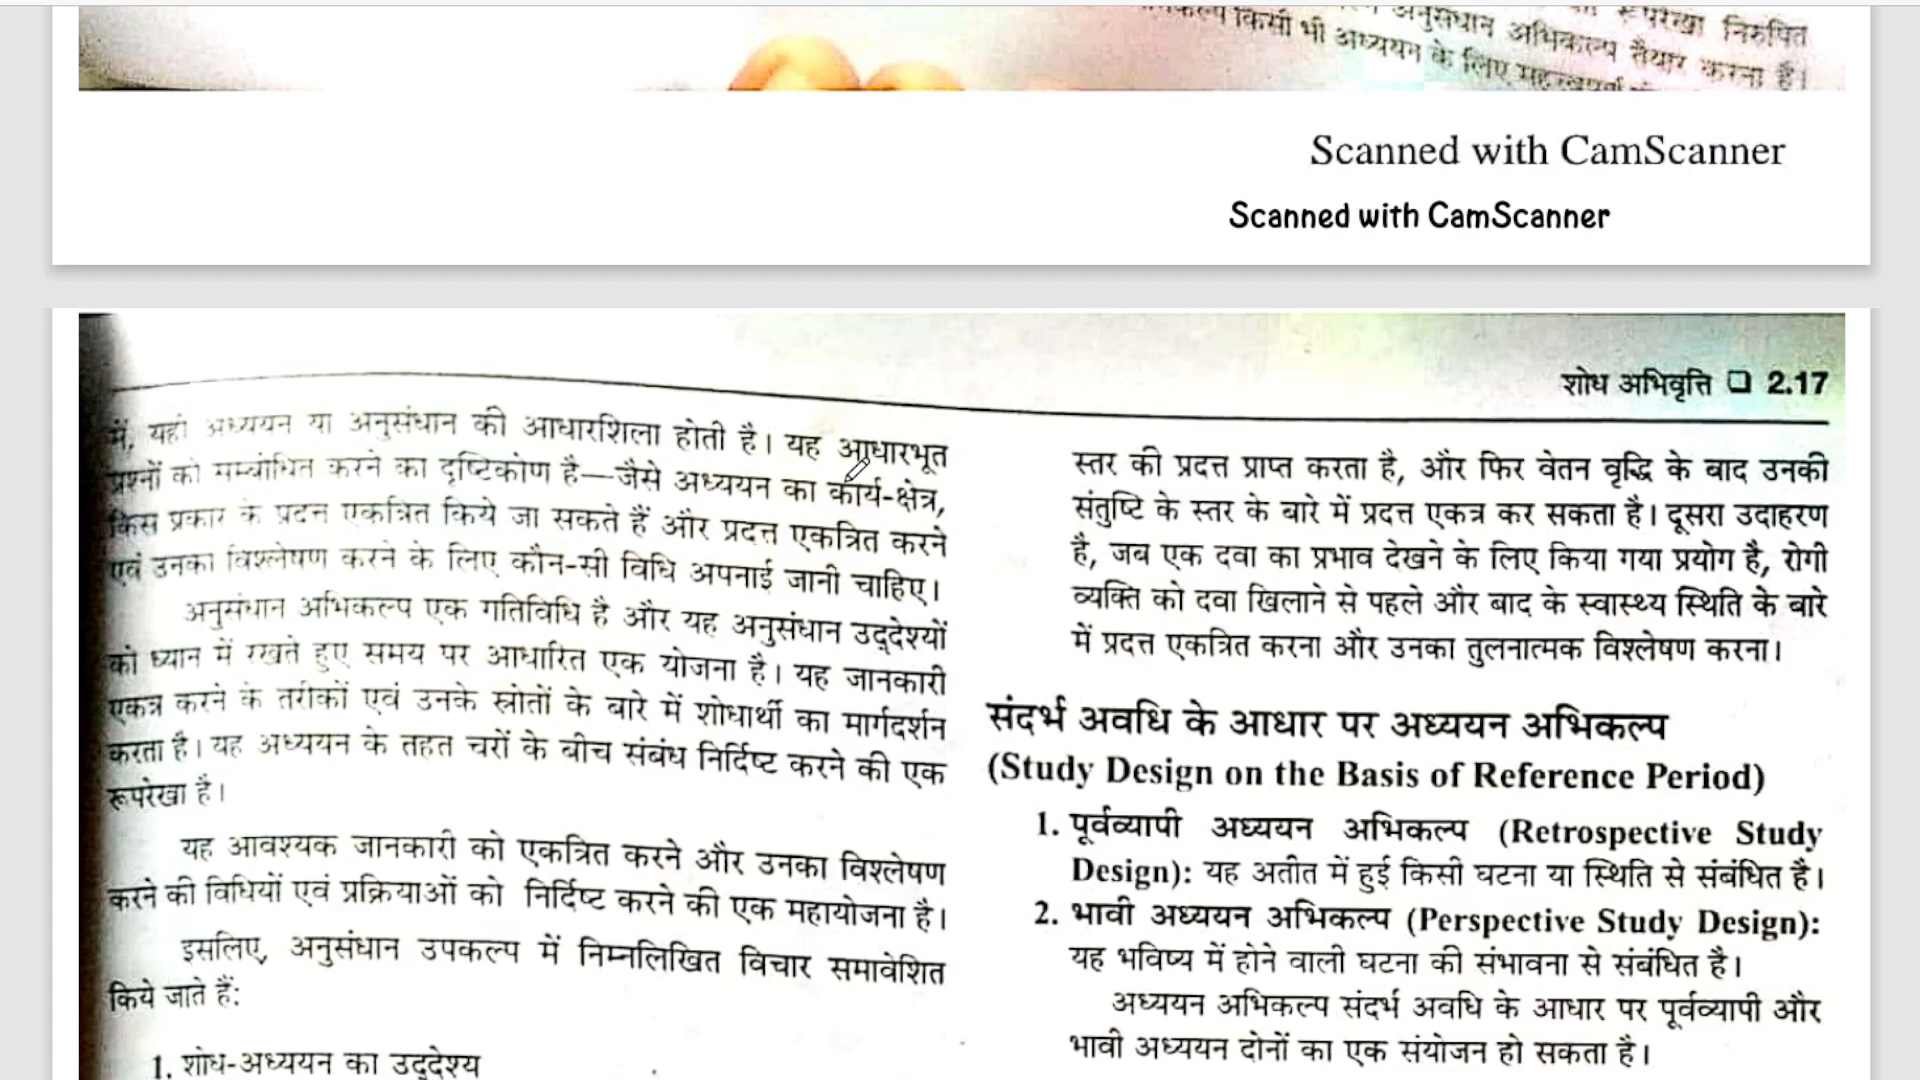 रूपरेखा निरुपित
अनुसंधान अभिकल्प तैयार करना है।
किसी भी अध्ययन के लिए महत्त्वपूर्ण
Scanned with CamScanner
Scanned with CamScanner
शोध अभिवृत्ति ❏ 2.17
में, यहां अध्ययन या अनुसंधान की आधारशिला होती है। यह आधारभूत
प्रश्नों को सम्बोधित करने का दृष्टिकोण है—जैसे अध्ययन का कार्य-क्षेत्र,
किस प्रकार के प्रदत्त एकत्रित किये जा सकते हैं और प्रदत्त एकत्रित करने
एवं उनका विश्लेषण करने के लिए कौन-सी विधि अपनाई जानी चाहिए।
अनुसंधान अभिकल्प एक गतिविधि है और यह अनुसंधान उद्देश्यों
को ध्यान में रखते हुए समय पर आधारित एक योजना है। यह जानकारी
एकत्र करने के तरीकों एवं उनके स्रोतों के बारे में शोधार्थी का मार्गदर्शन
करता है। यह अध्ययन के तहत चरों के बीच संबंध निर्दिष्ट करने की एक
रूपरेखा है।
यह आवश्यक जानकारी को एकत्रित करने और उनका विश्लेषण
करने की विधियों एवं प्रक्रियाओं को निर्दिष्ट करने की एक महायोजना है।
इसलिए, अनुसंधान उपकल्प में निम्नलिखित विचार समावेशित
किये जाते हैं:
1. शोध-अध्ययन का उद्देश्य
स्तर की प्रदत्त प्राप्त करता है, और फिर वेतन वृद्धि के बाद उनकी
संतुष्टि के स्तर के बारे में प्रदत्त एकत्र कर सकता है। दूसरा उदाहरण
है, जब एक दवा का प्रभाव देखने के लिए किया गया प्रयोग है, रोगी
व्यक्ति को दवा खिलाने से पहले और बाद के स्वास्थ्य स्थिति के बारे
में प्रदत्त एकत्रित करना और उनका तुलनात्मक विश्लेषण करना।
संदर्भ अवधि के आधार पर अध्ययन अभिकल्प
(Study Design on the Basis of Reference Period)
1. पूर्वव्यापी अध्ययन अभिकल्प (Retrospective Study
Design): यह अतीत में हुई किसी घटना या स्थिति से संबंधित है।
2. भावी अध्ययन अभिकल्प (Perspective Study Design):
यह भविष्य में होने वाली घटना की संभावना से संबंधित है।
अध्ययन अभिकल्प संदर्भ अवधि के आधार पर पूर्वव्यापी और
भावी अध्ययन दोनों का एक संयोजन हो सकता है।